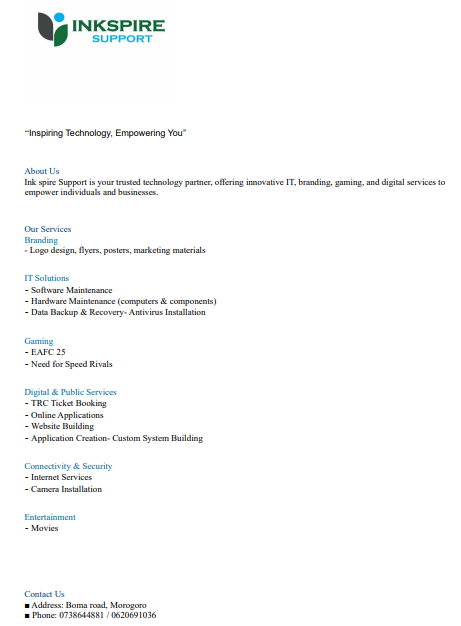 INKSPIRE
SUPPORT
"Inspiring Technology, Empowering You"
About Us
Ink spire Support is your trusted technology partner, offering innovative IT, branding, gaming, and digital services to
empower individuals and businesses.
Our Services
Branding
- Logo design, flyers, posters, marketing materials
IT Solutions
- Software Maintenance
- Hardware Maintenance (computers & components)
- Data Backup & Recovery- Antivirus Installation
Gaming
- EAFC 25
- Need for Speed Rivals
Digital & Public Services
- TRC Ticket Booking
- Online Applications
- Website Building
- Application Creation- Custom System Building
Connectivity & Security
- Internet Services
- Camera Installation
Entertainment
- Movies
Contact Us
■ Address: Boma road, Morogoro
■ Phone: 0738644881 / 0620691036